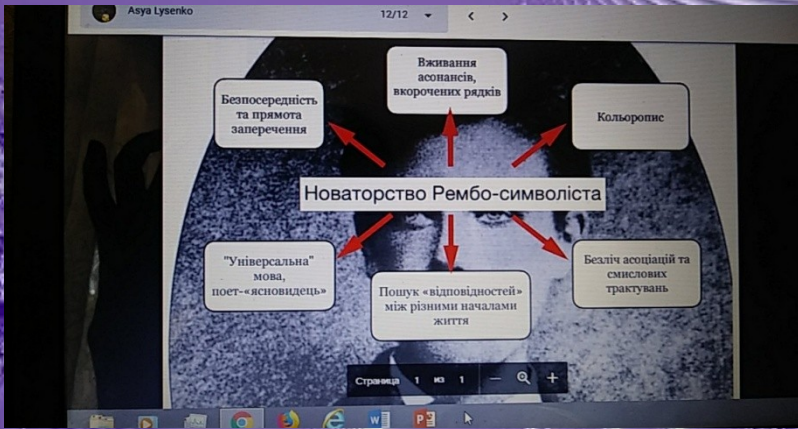 Asya Lysenko
12/12
Вживання
асонансів,
вкорочених рядків
Безпосередність
та прямота
заперечення
Кольоропис
Новаторство Рембо-символіста
"Універсальна"
мова,
поет-«ясновидець»
Пошук «відповідностей»
між різними началами
життя
Безліч асоціацій та
смислових
трактувань
Страница 1 из 1